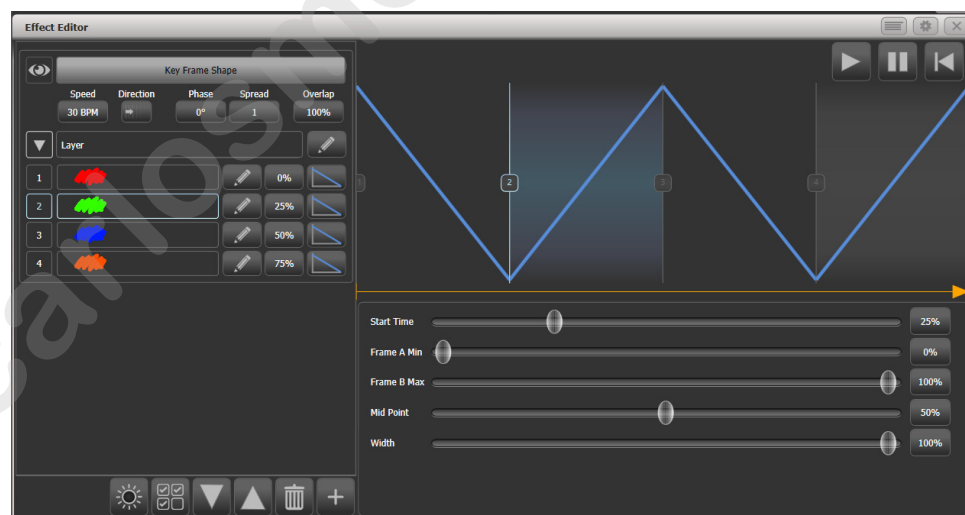 Effect Editor
Key Frame Shape
Speed Direction Phase Spread Overlap
30 BPM 0° 1 100%
Layer
1 0%
2 25%
3 50%
4 75%
1 2 3 4
Start Time 25%
Frame A Min 0%
Frame B Max 100%
Mid Point 50%
Width 100%
carlosm